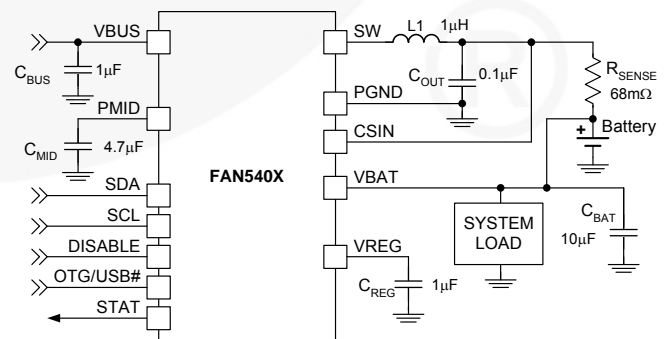 VBUS
C_BUS
1μF
PMID
C_MID
4.7μF
SDA
SCL
DISABLE
OTG/USB#
STAT
FAN540X
SW
L1 1μH
C_OUT
0.1μF
PGND
CSIN
VBAT
VREG
C_REG
1μF
R_SENSE
68mΩ
Battery
+
SYSTEM
LOAD
C_BAT
10μF
®